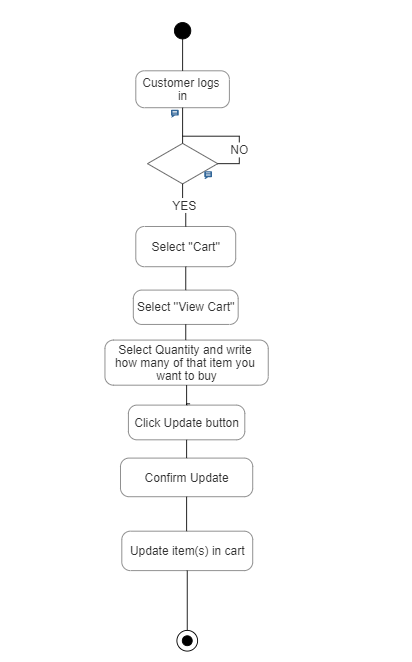 Customer logs
in
NO
YES
Select "Cart"
Select "View Cart"
Select Quantity and write
how many of that item you
want to buy
Click Update button
Confirm Update
Update item(s) in cart